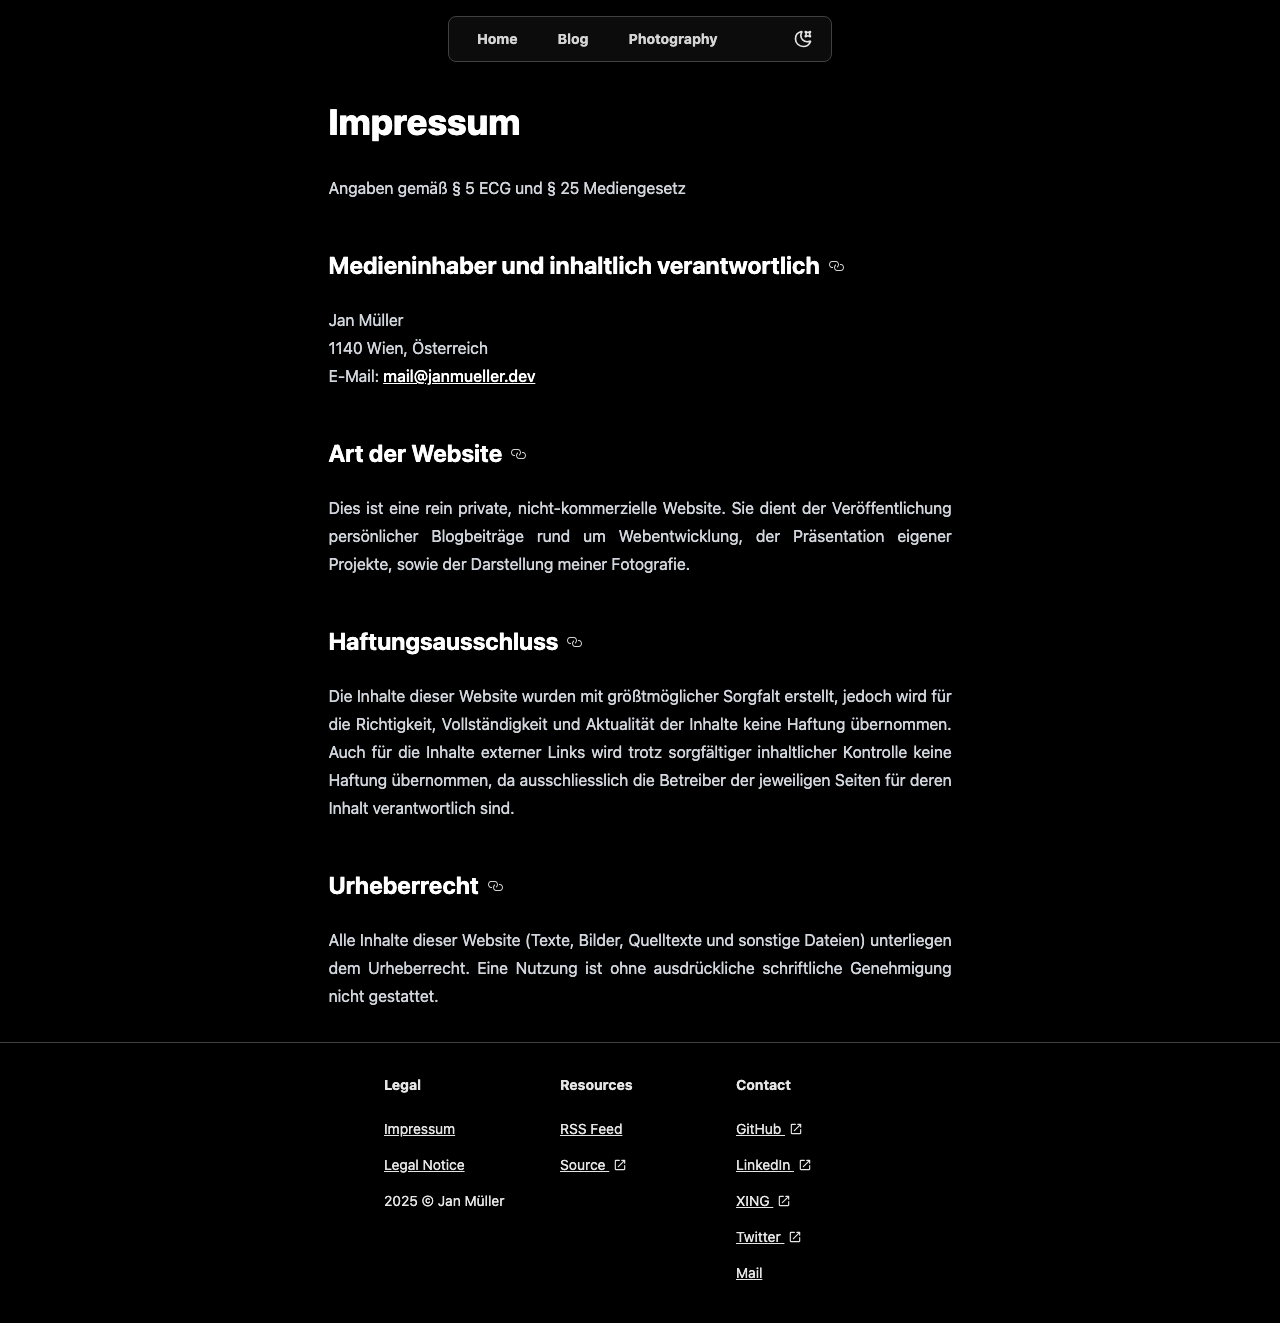 Home Blog Photography
Impressum
Angaben gemäß § 5 ECG und § 25 Mediengesetz
Medieninhaber und inhaltlich verantwortlich
Jan Müller
1140 Wien, Österreich
E-Mail: mail@janmueller.dev
Art der Website
Dies ist eine rein private, nicht-kommerzielle Website. Sie dient der Veröffentlichung
persönlicher Blogbeiträge rund um Webentwicklung, der Präsentation eigener
Projekte, sowie der Darstellung meiner Fotografie.
Haftungsausschluss
Die Inhalte dieser Website wurden mit größtmöglicher Sorgfalt erstellt, jedoch wird für
die Richtigkeit, Vollständigkeit und Aktualität der Inhalte keine Haftung übernommen.
Auch für die Inhalte externer Links wird trotz sorgfältiger inhaltlicher Kontrolle keine
Haftung übernommen, da ausschliesslich die Betreiber der jeweiligen Seiten für deren
Inhalt verantwortlich sind.
Urheberrecht
Alle Inhalte dieser Website (Texte, Bilder, Quelltexte und sonstige Dateien) unterliegen
dem Urheberrecht. Eine Nutzung ist ohne ausdrückliche schriftliche Genehmigung
nicht gestattet.
Legal
Impressum
Legal Notice
2025 © Jan Müller
Resources
RSS Feed
Source
Contact
GitHub
LinkedIn
XING
Twitter
Mail